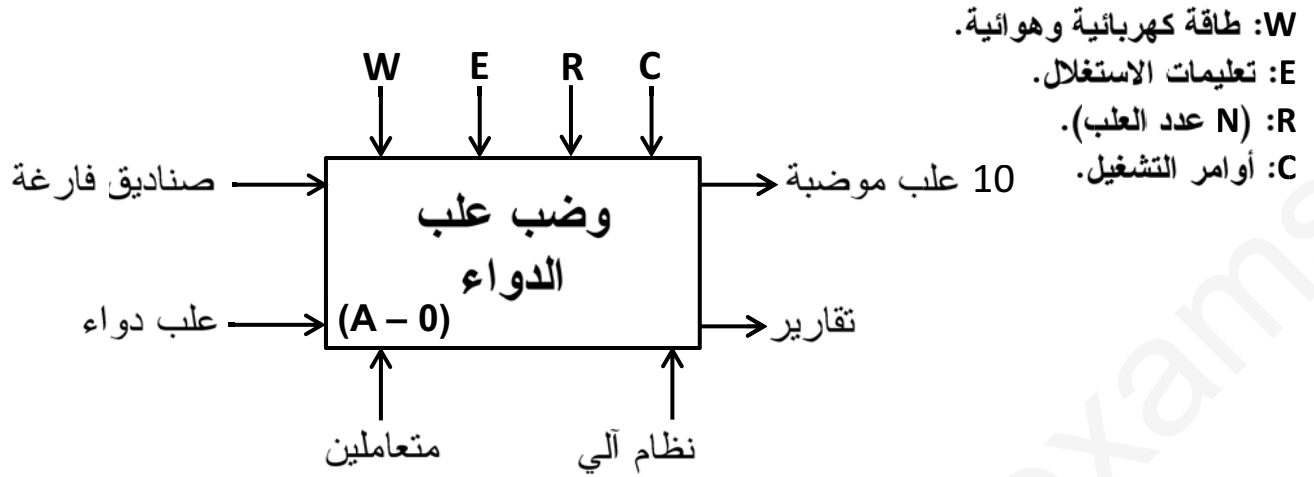 W: طاقة كهربائية وهوائية.
E: تعليمات الاستغلال.
R: (N عدد العلب).
C: أوامر التشغيل.
W E R C
صناديق فارغة
علب دواء
وضب علب
الدواء
(A – 0)
10 علب موضبة
تقارير
متعاملين
نظام آلي
exams